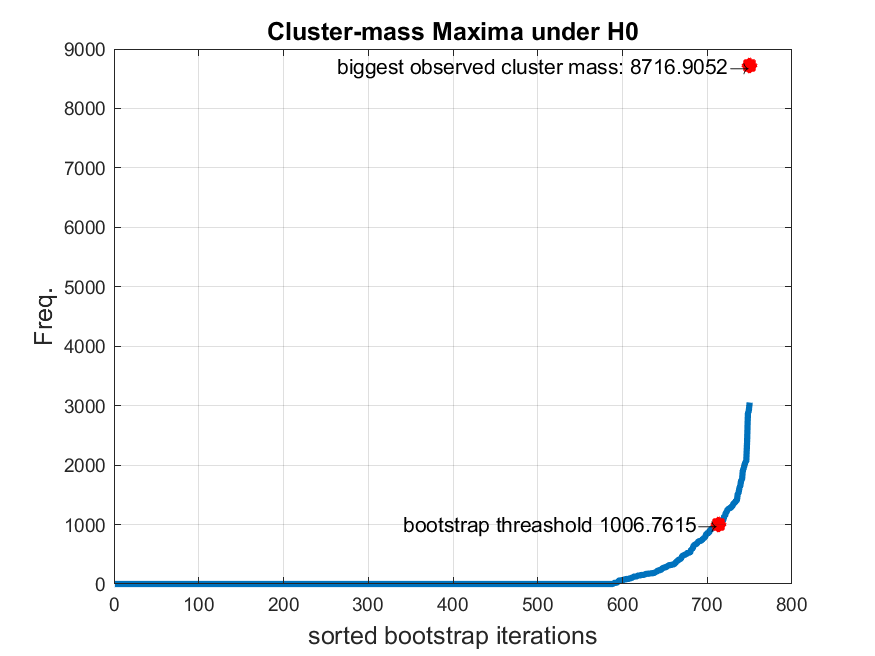 Cluster-mass Maxima under H0
9000
biggest observed cluster mass: 8716.9052
8000
7000
6000
5000
Freq.
4000
3000
2000
1000
bootstrap threashold 1006.7615
0
0 100 200 300 400 500 600 700 800
sorted bootstrap iterations